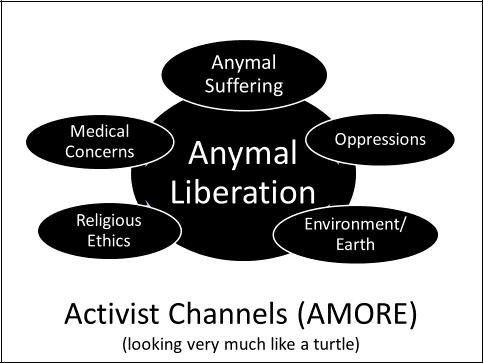 Anymal
Suffering
Medical
Concerns
Oppressions
Anymal
Liberation
Religious
Ethics
Environment/
Earth
Activist Channels (AMORE)
(looking very much like a turtle)